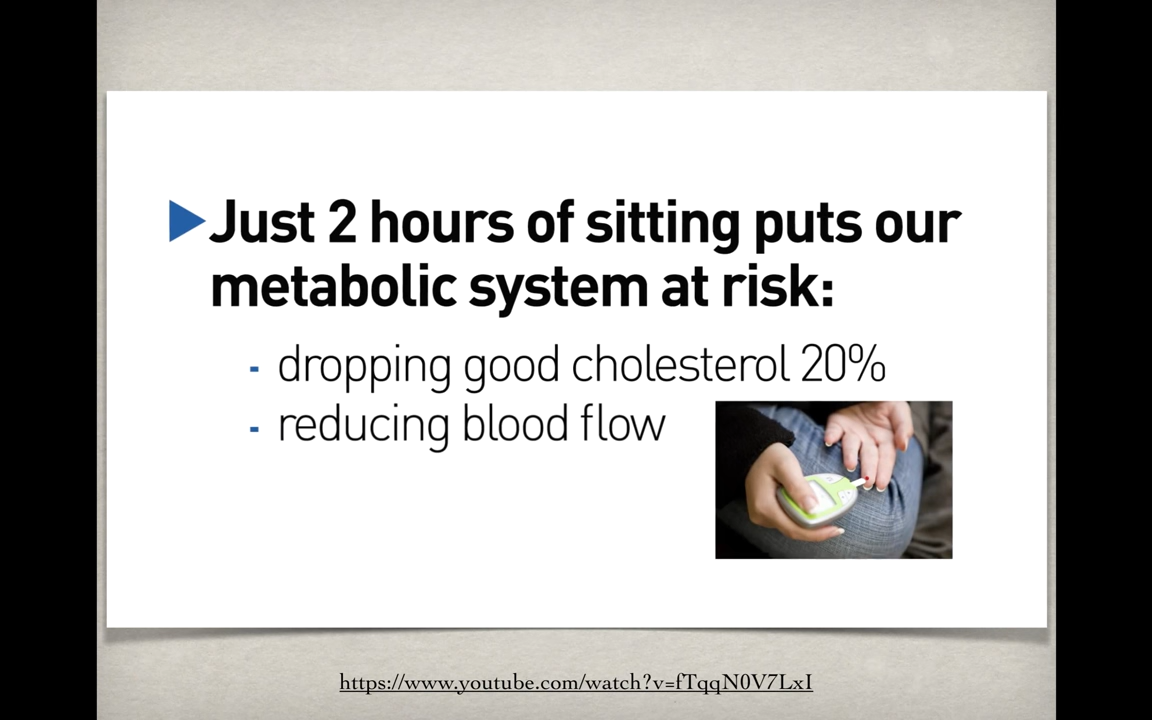 Just 2 hours of sitting puts our
metabolic system at risk:
- dropping good cholesterol 20%
- reducing blood flow
https://www.youtube.com/watch?v=fTqqN0V7LxI